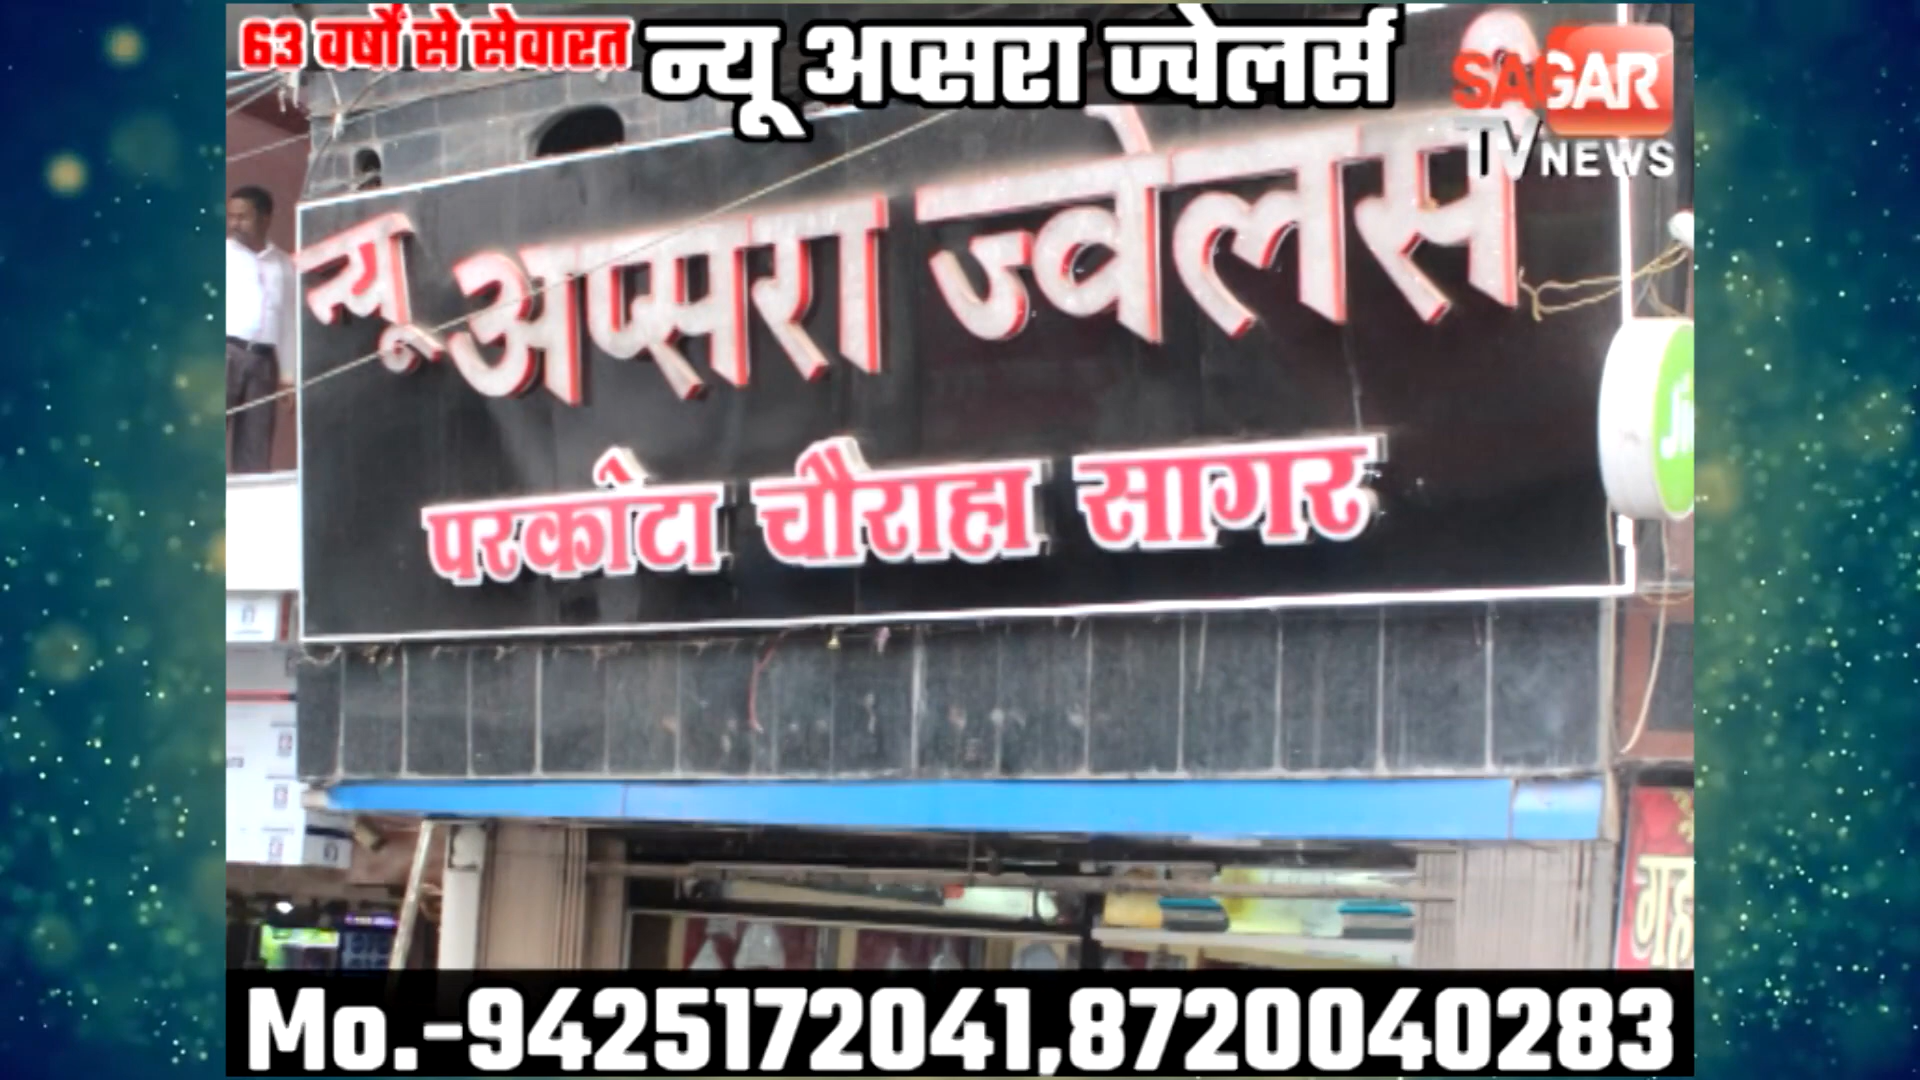 63 वर्षों से सेवारत न्यू अप्सरा ज्वेलर्स
SAGAR
TV NEWS
न्यू अप्सरा ज्वेलर्स
परकोटा चौराहा सागर
Mo.-9425172041,8720040283